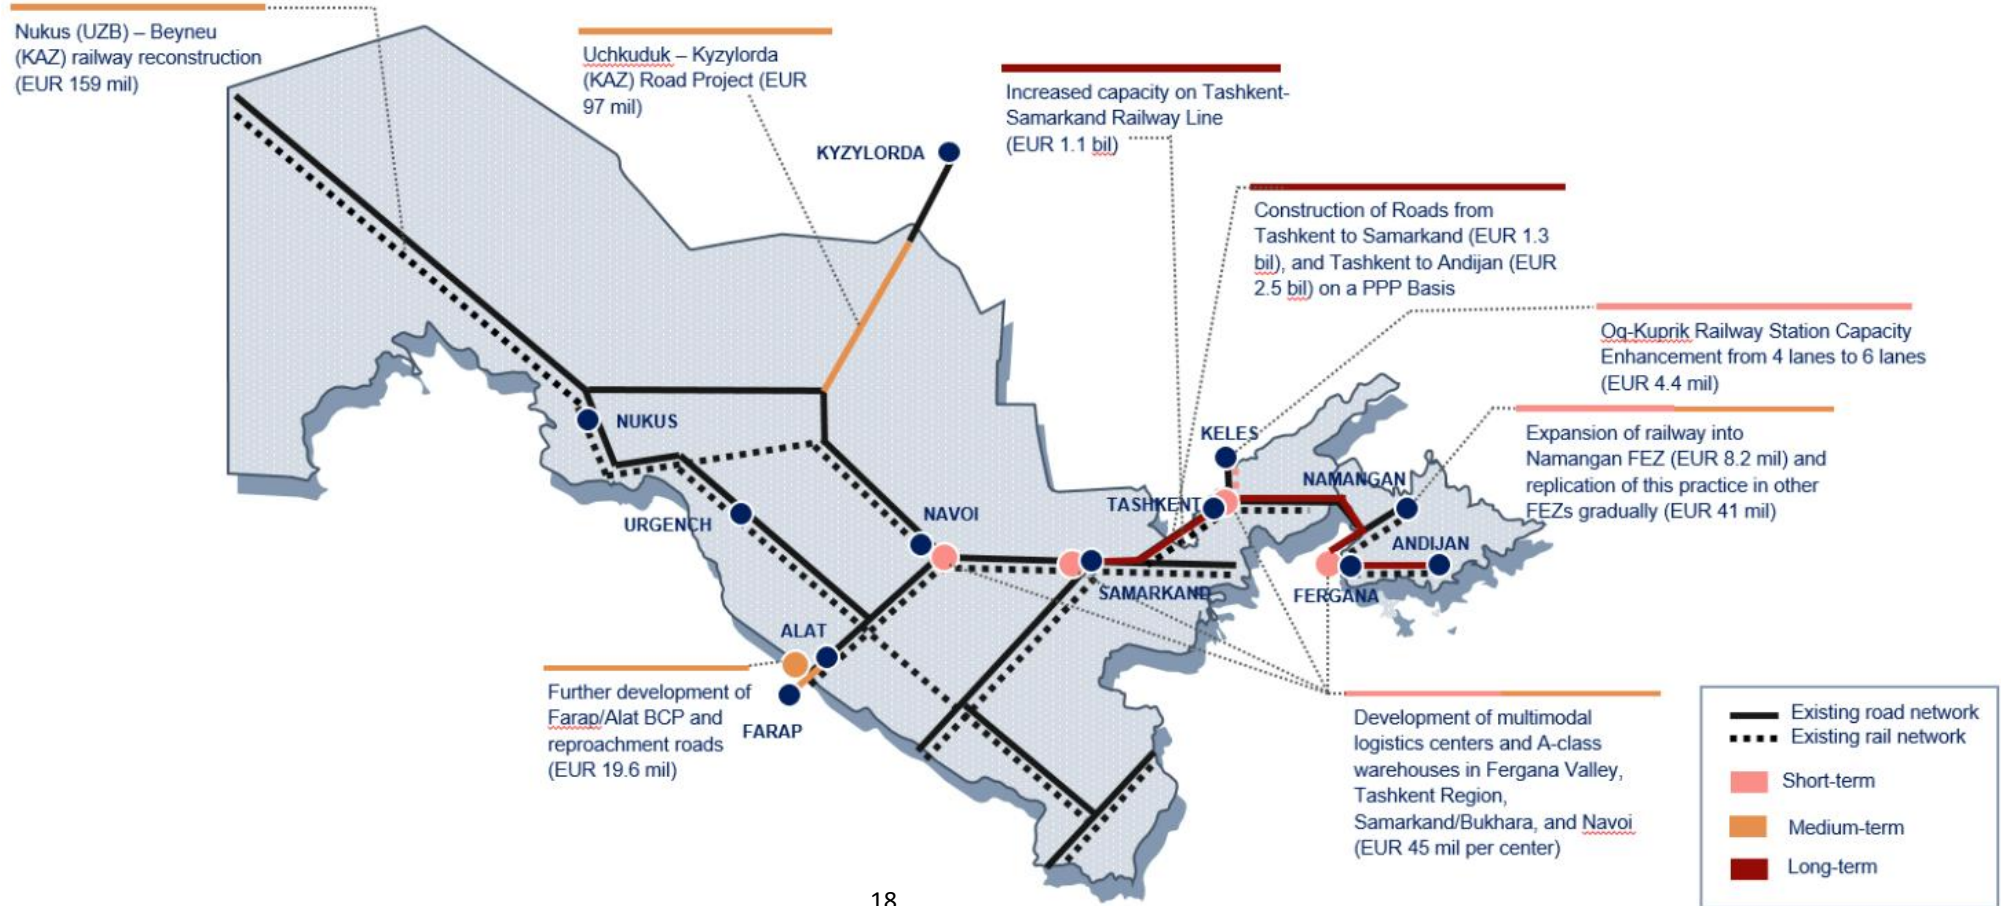 Nukus (UZB) – Beyneu
(KAZ) railway reconstruction
(EUR 159 mil)
Uchkuduk – Kyzylorda
(KAZ) Road Project (EUR
97 mil)
Increased capacity on Tashkent-
Samarkand Railway Line
(EUR 1.1 bil)
KYZYLORDA
Construction of Roads from
Tashkent to Samarkand (EUR 1.3
bil), and Tashkent to Andijan (EUR
2.5 bil) on a PPP Basis
Oq-Kuprik Railway Station Capacity
Enhancement from 4 lanes to 6 lanes
(EUR 4.4 mil)
Expansion of railway into
Namangan FEZ (EUR 8.2 mil) and
replication of this practice in other
FEZs gradually (EUR 41 mil)
NUKUS
KELES
NAMANGAN
TASHKENT
URGENCH
NAVOI
ANDIJAN
SAMARKAND
FERGANA
ALAT
FARAP
Further development of
Farap/Alat BCP and
reproachment roads
(EUR 19.6 mil)
Development of multimodal
logistics centers and A-class
warehouses in Fergana Valley,
Tashkent Region,
Samarkand/Bukhara, and Navoi
(EUR 45 mil per center)
Existing road network
Existing rail network
Short-term
Medium-term
Long-term
18